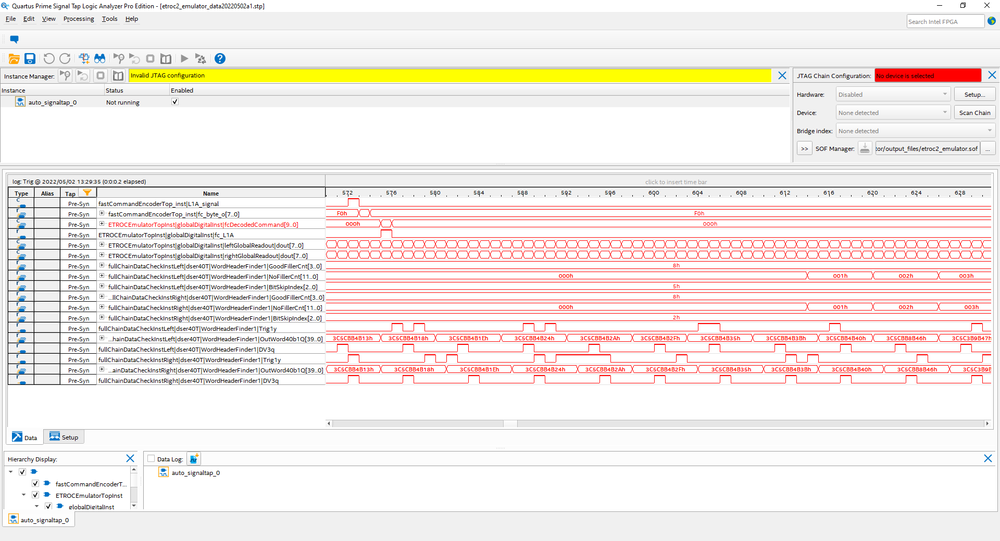 Quartus Prime Signal Tap Logic Analyzer Pro Edition - [etroc2_emulator_data20220502a1.stp]
File Edit View Processing Tools Help
Search Intel FPGA
Instance Manager: Invalid JTAG configuration
JTAG Chain Configuration: No device is selected
Instance Status Enabled
auto_signaltap_0 Not running
Hardware: Disabled Setup...
Device: None detected Scan Chain
Bridge index: None detected
>> SOF Manager: tor/output_files/etroc2_emulator.sof ...
log: Trig @ 2022/05/02 13:29:35 (0:0:0.2 elapsed) click to insert time bar
Type Alias Tap Name 572 576 580 584 588 592 596 600 604 608 612 616 620 624 628
Pre-Syn fastCommandEncoderTop_inst|L1A_signal
Pre-Syn fastCommandEncoderTop_inst|fc_byte_o[7..0] F0h F0h
Pre-Syn ETROCEmulatorTopInst|globalDigitalInst|fcDecodedCommand[9..0] 000h 000h
Pre-Syn ETROCEmulatorTopInst|globalDigitalInst|fc_L1A
Pre-Syn ETROCEmulatorTopInst|globalDigitalInst|leftGlobalReadout|dout[7..0]
Pre-Syn ETROCEmulatorTopInst|globalDigitalInst|rightGlobalReadout|dout[7..0]
Pre-Syn fullChainDataCheckInstLeft|dser40T|WordHeaderFinder1|GoodFillerCnt[3..0] 8h
Pre-Syn fullChainDataCheckInstLeft|dser40T|WordHeaderFinder1|NoFillerCnt[11..0] 000h 001h 002h 003h
Pre-Syn fullChainDataCheckInstLeft|dser40T|WordHeaderFinder1|BitSkipIndex[2..0] 5h
Pre-Syn ...llChainDataCheckInstRight|dser40T|WordHeaderFinder1|GoodFillerCnt[3..0] 8h
Pre-Syn fullChainDataCheckInstRight|dser40T|WordHeaderFinder1|NoFillerCnt[11..0] 000h 001h 002h 003h
Pre-Syn fullChainDataCheckInstRight|dser40T|WordHeaderFinder1|BitSkipIndex[2..0] 2h
Pre-Syn fullChainDataCheckInstLeft|dser40T|WordHeaderFinder1|Trig1y
Pre-Syn ...hainDataCheckInstLeft|dser40T|WordHeaderFinder1|OutWord40b1Q[39..0] 3C5CBB4B13h 3C5CBB4B18h 3C5CBB4B1Eh 3C5CBB4B24h 3C5CBB4B2Ah 3C5CBB4B2Fh 3C5CBB4B35h 3C5CBB4B3Bh 3C5CBB4B40h 3C5CBB8B46h 3C5C3B9B47h
Pre-Syn fullChainDataCheckInstLeft|dser40T|WordHeaderFinder1|DV3q
Pre-Syn fullChainDataCheckInstRight|dser40T|WordHeaderFinder1|Trig1y
Pre-Syn ...ainDataCheckInstRight|dser40T|WordHeaderFinder1|OutWord40b1Q[39..0] 3C5CBB4B13h 3C5CBB4B18h 3C5CBB4B1Eh 3C5CBB4B24h 3C5CBB4B2Ah 3C5CBB4B2Fh 3C5CBB4B35h 3C5CBB4B3Bh 3C5CBB4B40h 3C5CBB8B46h 3C5C3B9B
Pre-Syn fullChainDataCheckInstRight|dser40T|WordHeaderFinder1|DV3q
Data Setup
Hierarchy Display: Data Log:
auto_signaltap_0
fastCommandEncoderT...
ETROCEmulatorTopInst
globalDigitalInst
auto_signaltap_0